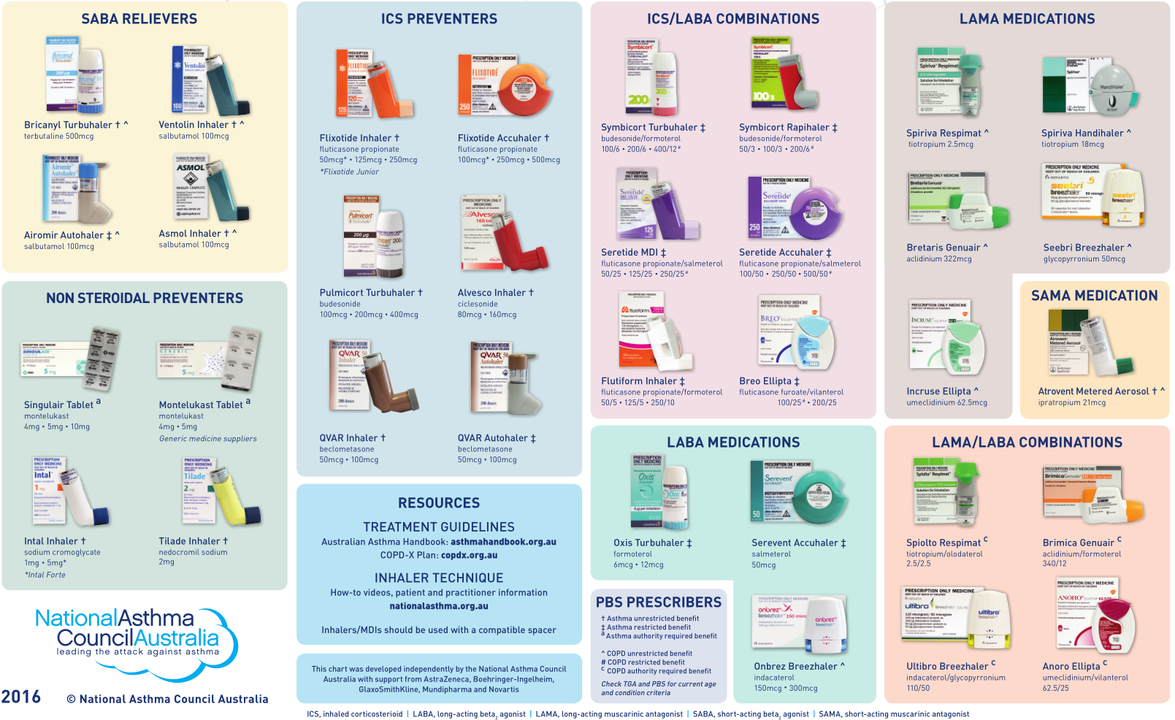 SABA RELIEVERS
Bricanyl Turbuhaler † ^
terbutaline 500mcg
Ventolin Inhaler † ^
salbutamol 100mcg
Airomir Autohaler ‡ ^
salbutamol 100mcg
Asmol Inhaler † ^
salbutamol 100mcg
NON STEROIDAL PREVENTERS
Singulair Tablet a
montelukast
4mg • 5mg • 10mg
Montelukast Tablet a
montelukast
4mg • 5mg
Generic medicine suppliers
Intal Inhaler †
sodium cromoglycate
1mg • 5mg*
*Intal Forte
Tilade Inhaler †
nedocromil sodium
2mg
National Asthma
Council Australia
leading the attack against asthma
2016 © National Asthma Council Australia
ICS PREVENTERS
Flixotide Inhaler †
fluticasone propionate
50mcg* • 125mcg • 250mcg
*Flixotide Junior
Flixotide Accuhaler †
fluticasone propionate
100mcg* • 250mcg • 500mcg
Pulmicort Turbuhaler †
budesonide
100mcg • 200mcg • 400mcg
Alvesco Inhaler †
ciclesonide
80mcg • 160mcg
QVAR Inhaler †
beclometasone
50mcg • 100mcg
QVAR Autohaler ‡
beclometasone
50mcg • 100mcg
RESOURCES
TREATMENT GUIDELINES
Australian Asthma Handbook: asthmahandbook.org.au
COPD-X Plan: copdx.org.au
INHALER TECHNIQUE
How-to videos, patient and practitioner information
nationalasthma.org.au
Inhalers/MDIs should be used with a compatible spacer
This chart was developed independently by the National Asthma Council
Australia with support from AstraZeneca, Boehringer-Ingelheim,
GlaxoSmithKline, Mundipharma and Novartis
ICS/LABA COMBINATIONS
Symbicort Turbuhaler ‡
budesonide/formoterol
100/6 • 200/6 • 400/12#
Symbicort Rapihaler ‡
budesonide/formoterol
50/3 • 100/3 • 200/6#
Seretide MDI ‡
fluticasone propionate/salmeterol
50/25 • 125/25 • 250/25#
Seretide Accuhaler ‡
fluticasone propionate/salmeterol
100/50 • 250/50 • 500/50#
Flutiform Inhaler ‡
fluticasone propionate/formoterol
50/5 • 125/5 • 250/10
Breo Ellipta ‡
fluticasone furoate/vilanterol
100/25# • 200/25
LABA MEDICATIONS
Oxis Turbuhaler ‡
formoterol
6mcg • 12mcg
Serevent Accuhaler ‡
salmeterol
50mcg
Onbrez Breezhaler ^
indacaterol
150mcg • 300mcg
PBS PRESCRIBERS
† Asthma unrestricted benefit
‡ Asthma restricted benefit
a Asthma authority required benefit
^ COPD unrestricted benefit
# COPD restricted benefit
c COPD authority required benefit
Check TGA and PBS for current age
and condition criteria
LAMA MEDICATIONS
Spiriva Respimat ^
tiotropium 2.5mcg
Spiriva Handihaler ^
tiotropium 18mcg
Bretaris Genuair ^
aclidinium 322mcg
Seebri Breezhaler ^
glycopyrronium 50mcg
Incruse Ellipta ^
umeclidinium 62.5mcg
SAMA MEDICATION
Atrovent Metered Aerosol † ^
ipratropium 21mcg
LAMA/LABA COMBINATIONS
Spiolto Respimat c
tiotropium/olodaterol
2.5/2.5
Brimica Genuair c
aclidinium/formoterol
340/12
Ultibro Breezhaler c
indacaterol/glycopyrronium
110/50
Anoro Ellipta c
umeclidinium/vilanterol
62.5/25
ICS, inhaled corticosterioid | LABA, long-acting beta2 agonist | LAMA, long-acting muscarinic antagonist | SABA, short-acting beta2 agonist | SAMA, short-acting muscarinic antagonist